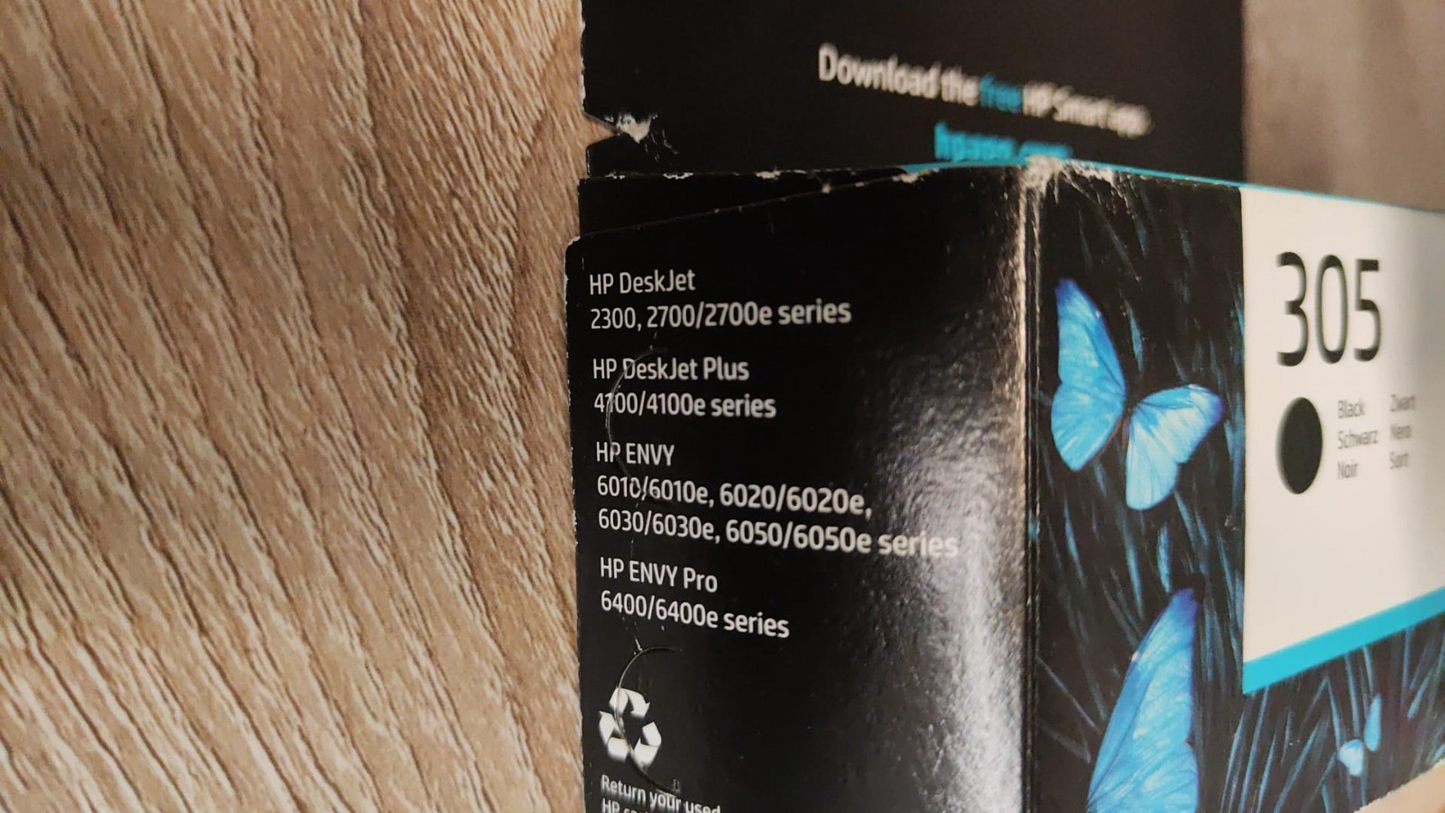 Download the free HP Smart app
HP DeskJet
2300, 2700/2700e series
HP DeskJet Plus
4100/4100e series
HP ENVY
6010/6010e, 6020/6020e,
6030/6030e, 6050/6050e series
HP ENVY Pro
6400/6400e series
Return your used
HP
305
Black Zwart
Schwarz Nero
Noir Sort